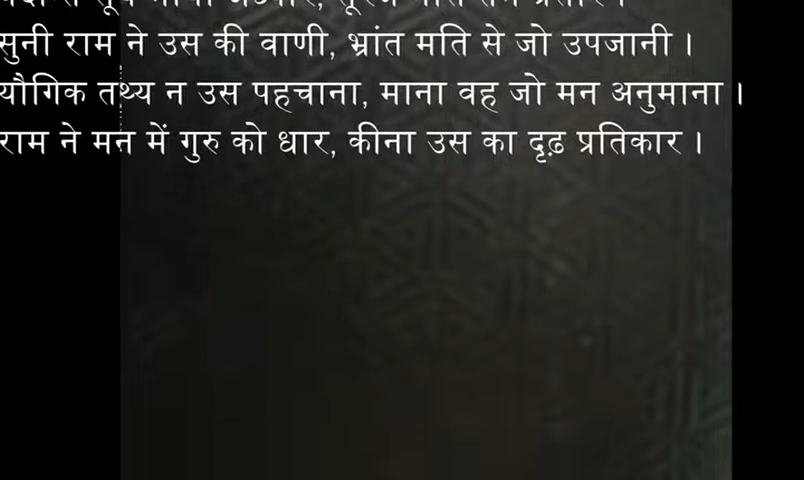 सुनी राम ने उस की वाणी, भ्रांत मति से जो उपजानी ।
यौगिक तथ्य न उस पहचाना, माना वह जो मन अनुमाना ।
राम ने मन में गुरु को धार, कीना उस का दृढ़ प्रतिकार ।